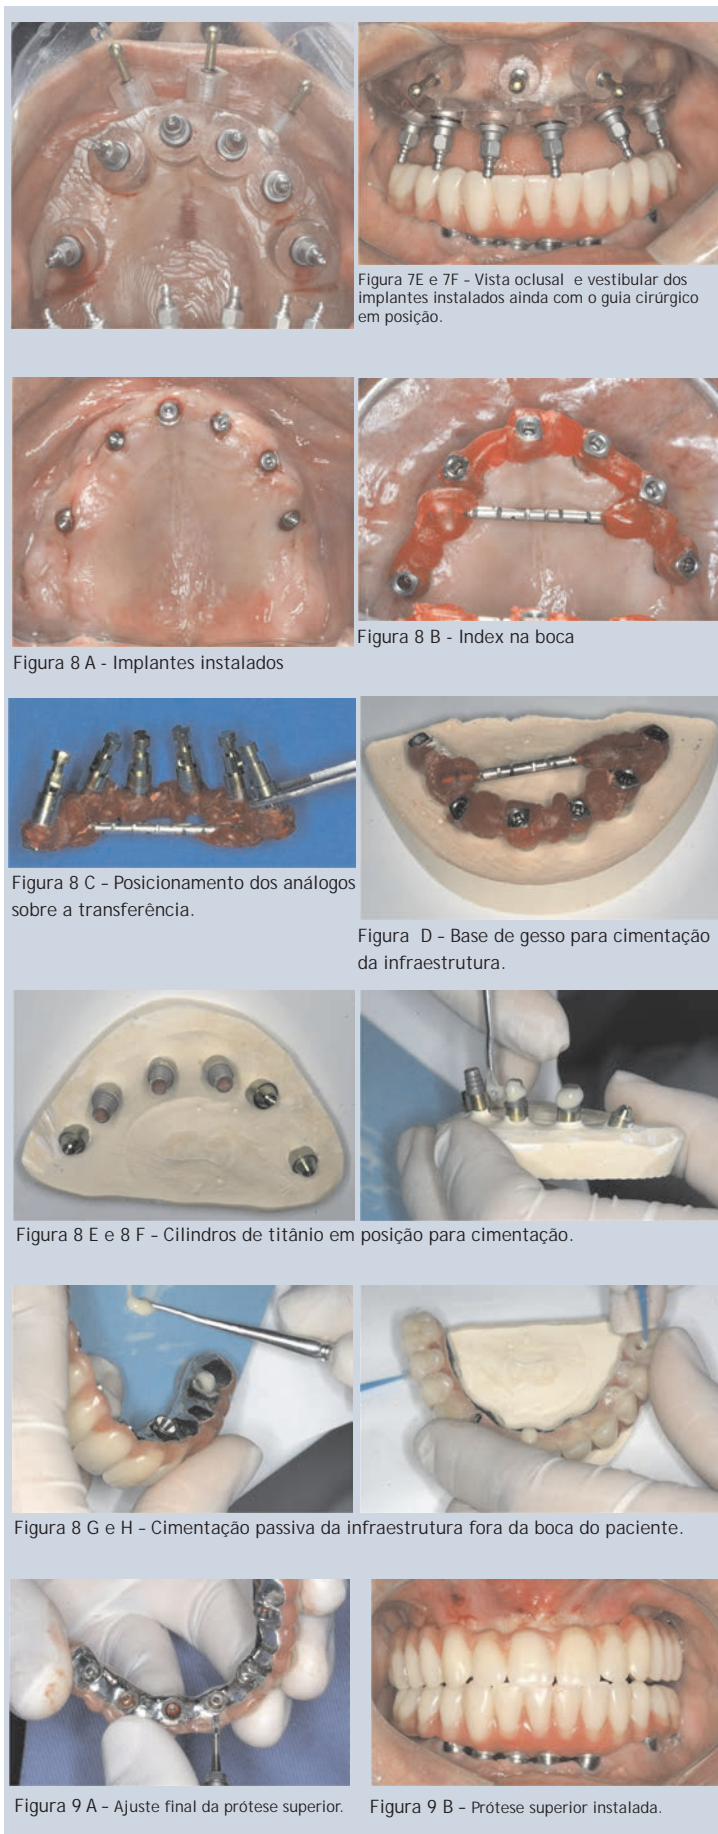 Figura 7E e 7F – Vista oclusal e vestibular dos
implantes instalados ainda com o guia cirúrgico
em posição.
Figura 8 A - Implantes instalados
Figura 8 B - Index na boca
Figura 8 C – Posicionamento dos análogos
sobre a transferência.
Figura D – Base de gesso para cimentação
da infraestrutura.
Figura 8 E e 8 F – Cilindros de titânio em posição para cimentação.
Figura 8 G e H – Cimentação passiva da infraestrutura fora da boca do paciente.
Figura 9 A – Ajuste final da prótese superior.
Figura 9 B – Prótese superior instalada.